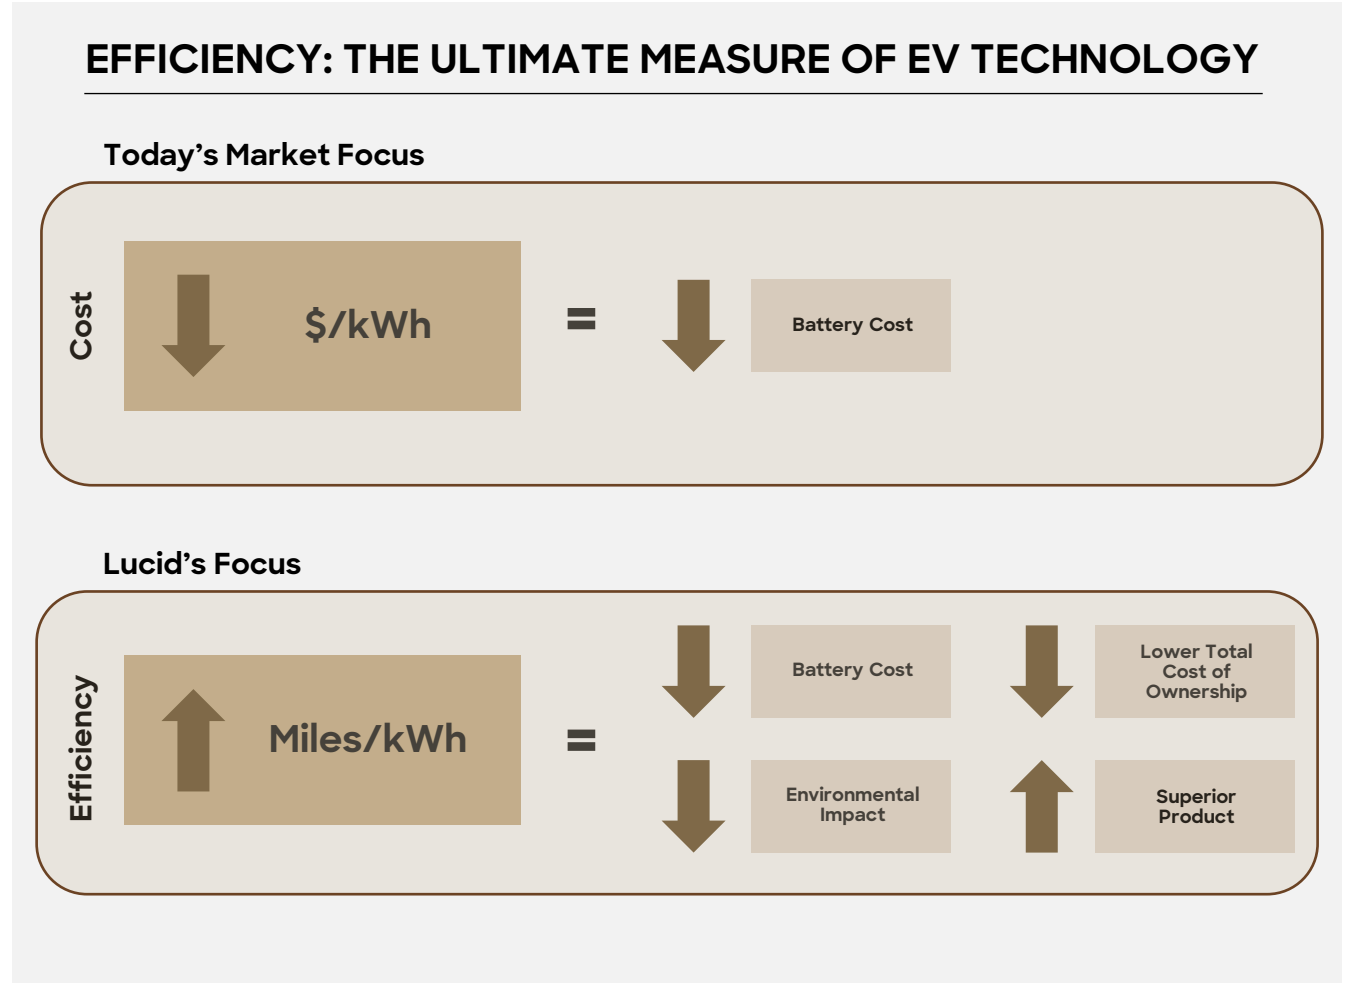 EFFICIENCY: THE ULTIMATE MEASURE OF EV TECHNOLOGY
Today’s Market Focus
Cost
$/kWh
=
Battery Cost
Lucid’s Focus
Efficiency
Miles/kWh
=
Battery Cost
Lower Total
Cost of
Ownership
Environmental
Impact
Superior
Product